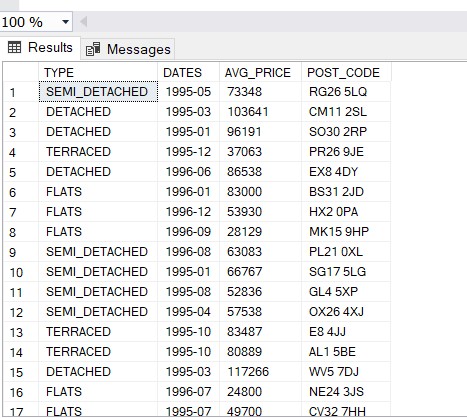 100 %
Results Messages
TYPE DATES AVG_PRICE POST_CODE
1 SEMI_DETACHED 1995-05 73348 RG26 5LQ
2 DETACHED 1995-03 103641 CM11 2SL
3 DETACHED 1995-01 96191 SO30 2RP
4 TERRACED 1995-12 37063 PR26 9JE
5 DETACHED 1996-06 86538 EX8 4DY
6 FLATS 1996-01 83000 BS31 2JD
7 FLATS 1996-12 53930 HX2 0PA
8 FLATS 1996-09 28129 MK15 9HP
9 SEMI_DETACHED 1996-08 63083 PL21 0XL
10 SEMI_DETACHED 1995-01 66767 SG17 5LG
11 SEMI_DETACHED 1995-08 52836 GL4 5XP
12 SEMI_DETACHED 1995-04 57538 OX26 4XJ
13 TERRACED 1995-10 83487 E8 4JJ
14 TERRACED 1995-10 80889 AL1 5BE
15 DETACHED 1995-03 117266 WV5 7DJ
16 FLATS 1996-07 24800 NE24 3JS
17 FLATS 1995-07 49700 CV32 7HH